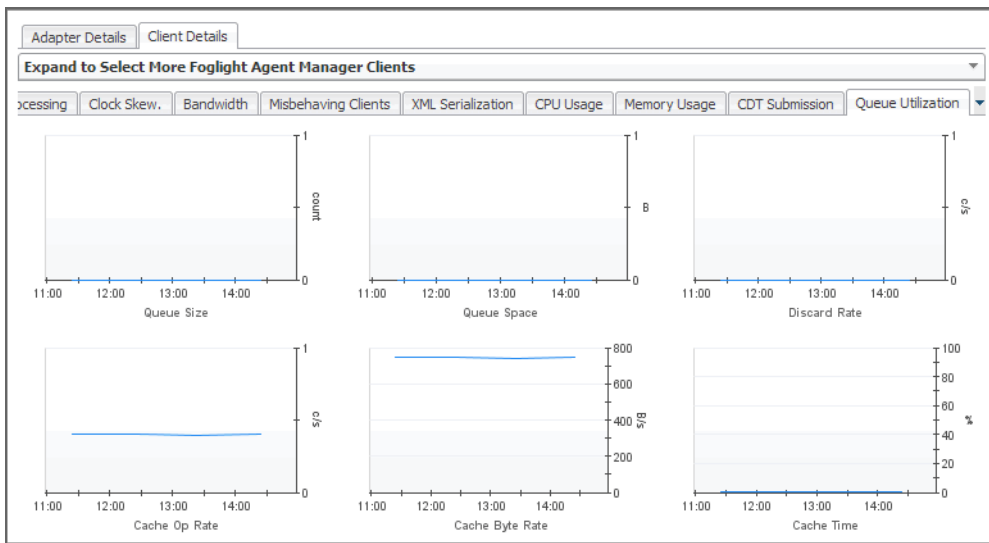 Adapter Details Client Details
Expand to Select More Foglight Agent Manager Clients
ocessing Clock Skew. Bandwidth Misbehaving Clients XML Serialization CPU Usage Memory Usage CDT Submission Queue Utilization
1 1 1
count B c/s
0 0 0
11:00 12:00 13:00 14:00 11:00 12:00 13:00 14:00 11:00 12:00 13:00 14:00
Queue Size Queue Space Discard Rate
1 800 100
80
600
60
c/s 400 B/s %
40
200
20
0 0 0
11:00 12:00 13:00 14:00 11:00 12:00 13:00 14:00 11:00 12:00 13:00 14:00
Cache Op Rate Cache Byte Rate Cache Time